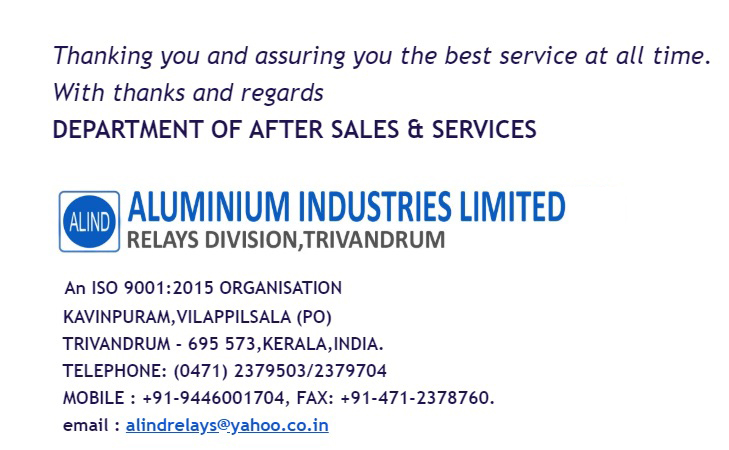 Thanking you and assuring you the best service at all time.
With thanks and regards
DEPARTMENT OF AFTER SALES & SERVICES
ALIND
ALUMINIUM INDUSTRIES LIMITED
RELAYS DIVISION,TRIVANDRUM
An ISO 9001:2015 ORGANISATION
KAVINPURAM,VILAPPILSALA (PO)
TRIVANDRUM - 695 573,KERALA,INDIA.
TELEPHONE: (0471) 2379503/2379704
MOBILE : +91-9446001704, FAX: +91-471-2378760.
email : alindrelays@yahoo.co.in